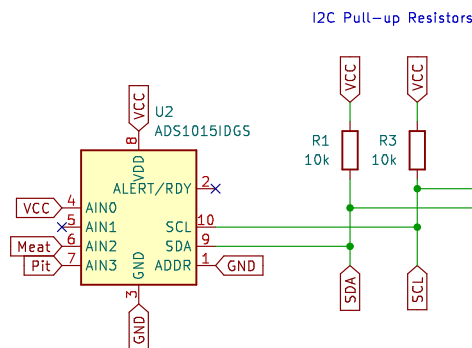 I2C Pull-up Resistors
VCC
VCC
VCC
U2
ADS1015IDGS
8
VDD
R1
10k
R3
10k
ALERT/RDY
2
VCC
4
AIN0
5
AIN1
SCL
10
Meat
6
AIN2
SDA
9
Pit
7
AIN3
GND
ADDR
1
GND
3
GND
SDA
SCL